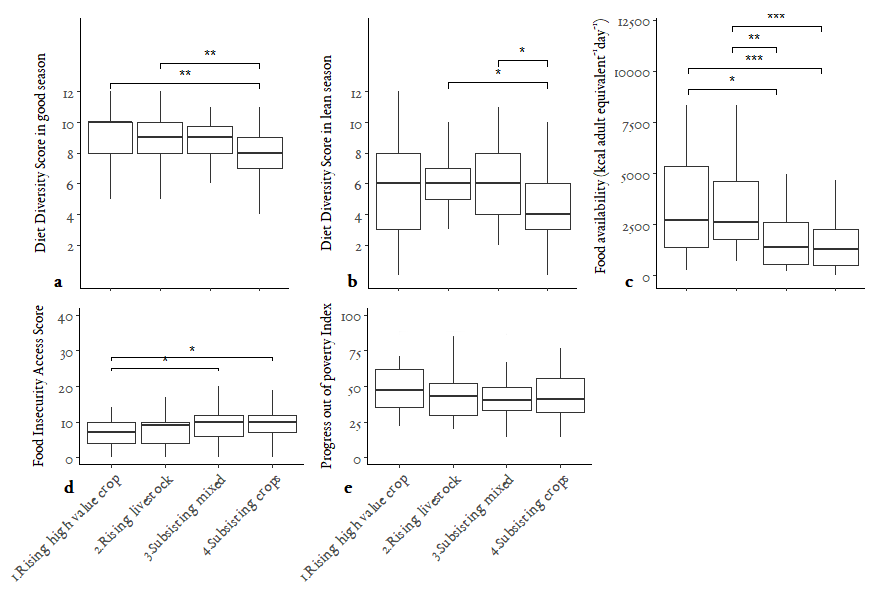 Diet Diversity Score in good season
12
10
8
6
4
2
**
**
a
Diet Diversity Score in lean season
12
10
8
6
4
2
*
*
b
Food availability (kcal adult equivalent⁻¹day⁻¹)
12500
10000
7500
5000
2500
0
***
**
***
*
c
Food Insecurity Access Score
40
30
20
10
0
*
*
d
1.Rising high value crop
2.Rising livestock
3.Subsisting mixed
4.Subsisting crops
Progress out of poverty Index
100
75
50
25
0
e
1.Rising high value crop
2.Rising livestock
3.Subsisting mixed
4.Subsisting crops